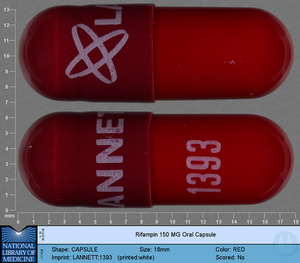 LA
ANNET
1393
mm
Rifampin 150 MG Oral Capsule
NATIONAL
LIBRARY OF
MEDICINE
Shape: CAPSULE Size: 18mm Color: RED
Imprint: LANNETT;1393 (printed:white) Scored: No